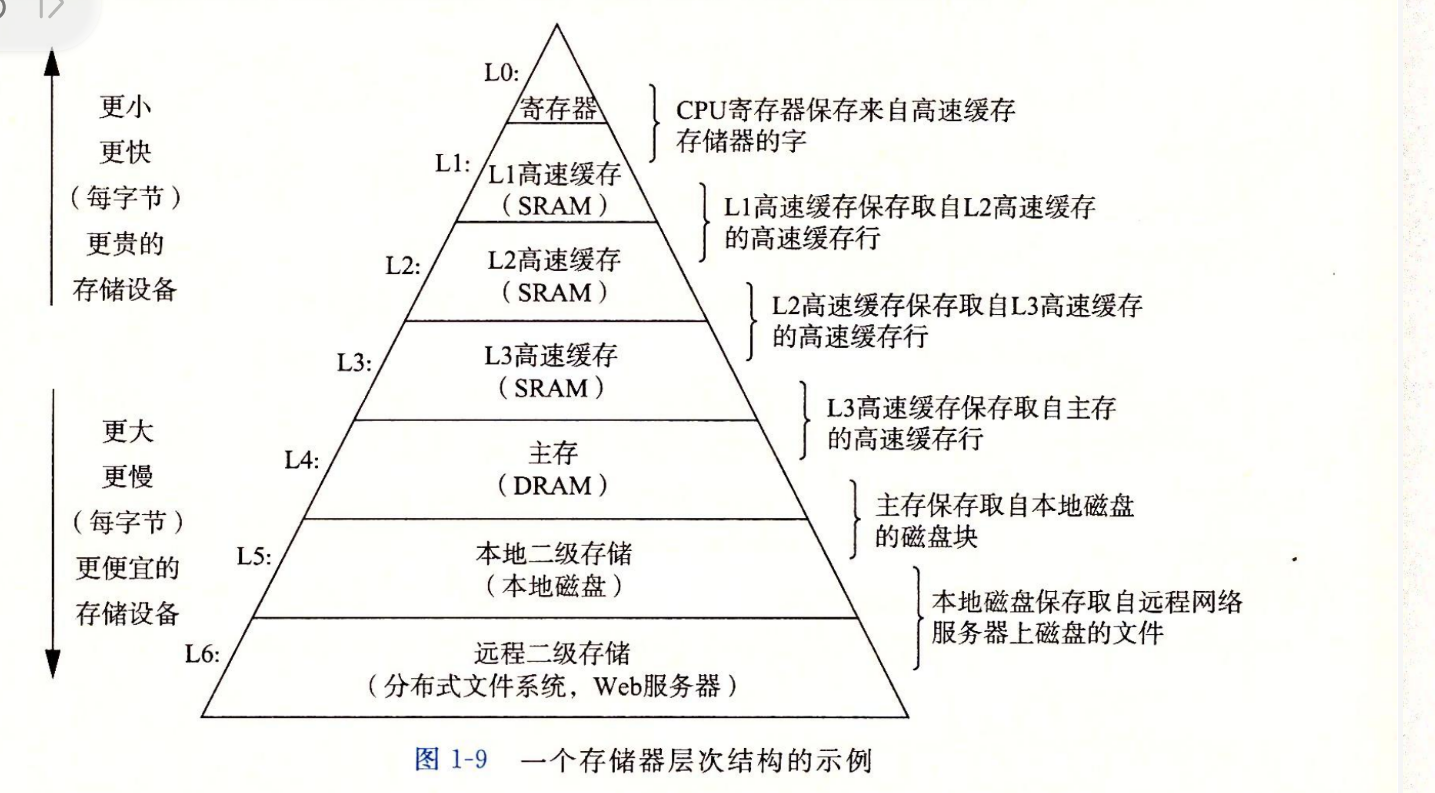 更小
更快
（每字节）
更贵的
存储设备
更大
更慢
（每字节）
更便宜的
存储设备
L0:
寄存器
CPU寄存器保存来自高速缓存
存储器的字
L1:
L1高速缓存
（SRAM）
L1高速缓存保存取自L2高速缓存
的高速缓存行
L2:
L2高速缓存
（SRAM）
L2高速缓存保存取自L3高速缓存
的高速缓存行
L3:
L3高速缓存
（SRAM）
L3高速缓存保存取自主存
的高速缓存行
L4:
主存
（DRAM）
主存保存取自本地磁盘
的磁盘块
L5:
本地二级存储
（本地磁盘）
本地磁盘保存取自远程网络
服务器上磁盘的文件
L6:
远程二级存储
（分布式文件系统，Web服务器）
图 1-9 一个存储器层次结构的示例